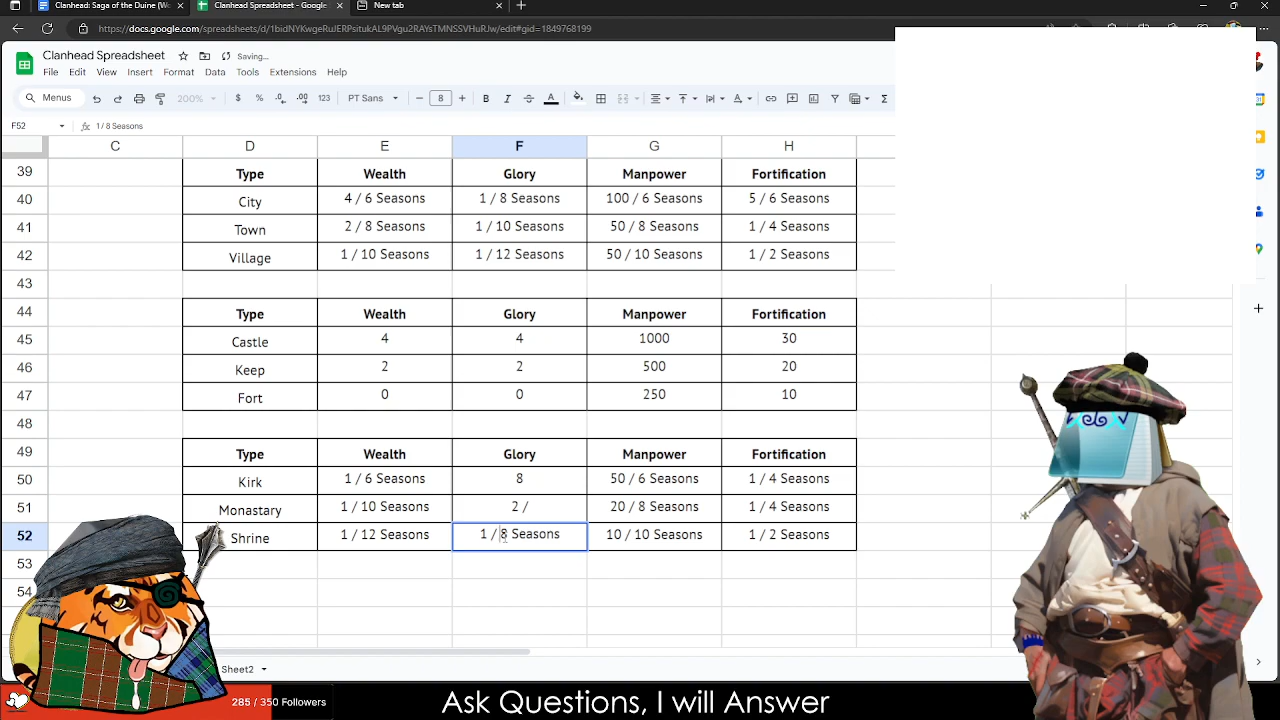 Clanhead Saga of the Dune (W
Clanhead Spreadsheet - Google
New tab
https://docs.google.com/spreadsheets/d/1bidNYKwgeRuJERPsitukAL9PVgu2RAYsTMNSSVHuRJw/edit#gid=1849768199
Clanhead Spreadsheet
Saving...
File Edit View Insert Format Data Tools Extensions Help
Menus 200% $ % .0 .00 123 PT Sans 8 B I A Σ
F52 fx 1 / 8 Seasons
C D E F G H
39 Type Wealth Glory Manpower Fortification
40 City 4 / 6 Seasons 1 / 8 Seasons 100 / 6 Seasons 5 / 6 Seasons
41 Town 2 / 8 Seasons 1 / 10 Seasons 50 / 8 Seasons 1 / 4 Seasons
42 Village 1 / 10 Seasons 1 / 12 Seasons 50 / 10 Seasons 1 / 2 Seasons
43
44 Type Wealth Glory Manpower Fortification
45 Castle 4 4 1000 30
46 Keep 2 2 500 20
47 Fort 0 0 250 10
48
49 Type Wealth Glory Manpower Fortification
50 Kirk 1 / 6 Seasons 8 50 / 6 Seasons 1 / 4 Seasons
51 Monastary 1 / 10 Seasons 2 / 20 / 8 Seasons 1 / 4 Seasons
52 Shrine 1 / 12 Seasons 1 / 8 Seasons 10 / 10 Seasons 1 / 2 Seasons
53
54
Sheet2
285 / 350 Followers
Ask Questions, I will Answer